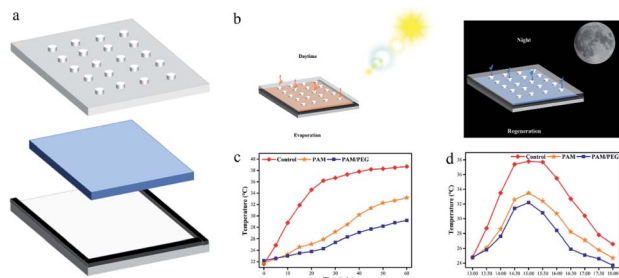 a
b
Daytime
Evaporation
Night
Regeneration
c
Control PAM PAM/PEG
Temperature (°C)
40
38
36
34
32
30
28
26
24
22
0 10 20 30 40 50 60
d
Control PAM PAM/PEG
Temperature (°C)
38
36
34
32
30
28
26
24
13:00 13:30 14:00 14:30 15:00 15:30 16:00 16:30 17:00 17:30 18:00